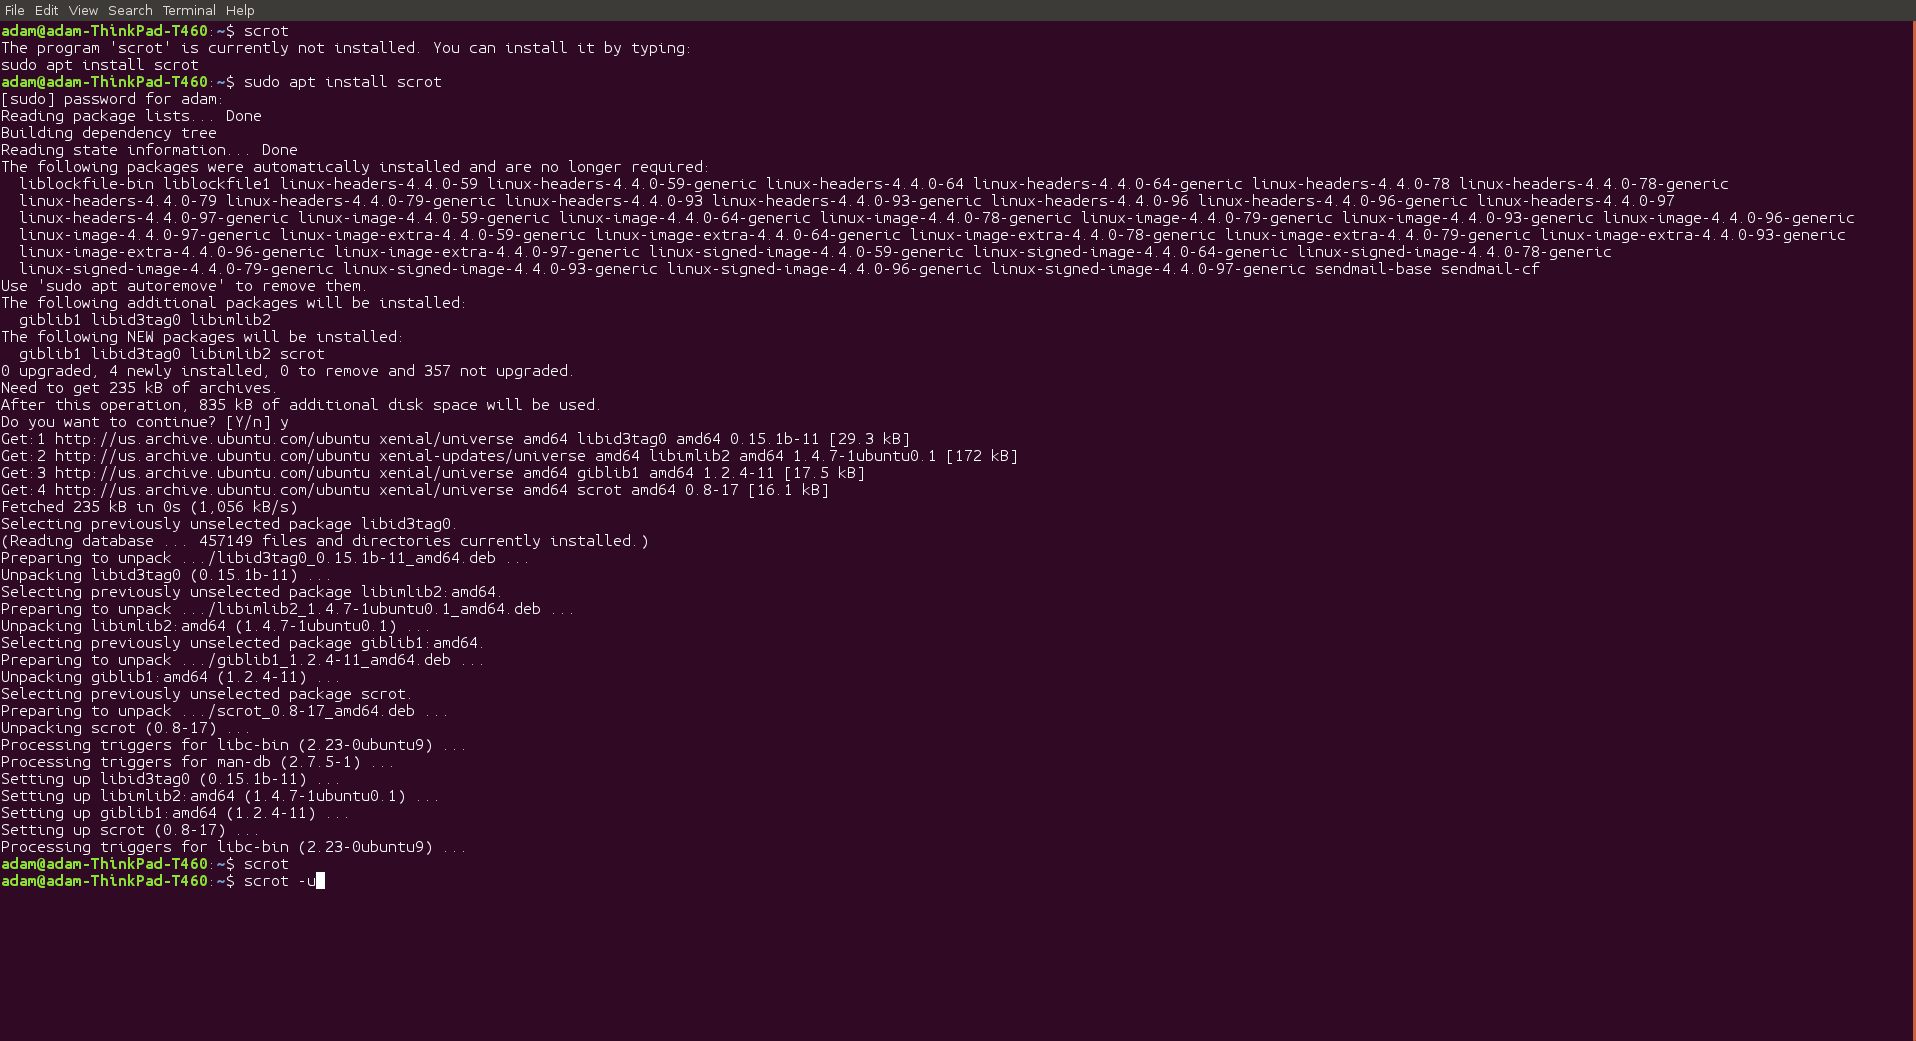 File Edit View Search Terminal Help
adam@adam-ThinkPad-T460:~$ scrot
The program 'scrot' is currently not installed. You can install it by typing:
sudo apt install scrot
adam@adam-ThinkPad-T460:~$ sudo apt install scrot
[sudo] password for adam:
Reading package lists... Done
Building dependency tree
Reading state information... Done
The following packages were automatically installed and are no longer required:
  liblockfile-bin liblockfile1 linux-headers-4.4.0-59 linux-headers-4.4.0-59-generic linux-headers-4.4.0-64 linux-headers-4.4.0-64-generic linux-headers-4.4.0-78 linux-headers-4.4.0-78-generic
  linux-headers-4.4.0-79 linux-headers-4.4.0-79-generic linux-headers-4.4.0-93 linux-headers-4.4.0-93-generic linux-headers-4.4.0-96 linux-headers-4.4.0-96-generic linux-headers-4.4.0-97
  linux-headers-4.4.0-97-generic linux-image-4.4.0-59-generic linux-image-4.4.0-64-generic linux-image-4.4.0-78-generic linux-image-4.4.0-79-generic linux-image-4.4.0-93-generic linux-image-4.4.0-96-generic
  linux-image-4.4.0-97-generic linux-image-extra-4.4.0-59-generic linux-image-extra-4.4.0-64-generic linux-image-extra-4.4.0-78-generic linux-image-extra-4.4.0-79-generic linux-image-extra-4.4.0-93-generic
  linux-image-extra-4.4.0-96-generic linux-image-extra-4.4.0-97-generic linux-signed-image-4.4.0-59-generic linux-signed-image-4.4.0-64-generic linux-signed-image-4.4.0-78-generic
  linux-signed-image-4.4.0-79-generic linux-signed-image-4.4.0-93-generic linux-signed-image-4.4.0-96-generic linux-signed-image-4.4.0-97-generic sendmail-base sendmail-cf
Use 'sudo apt autoremove' to remove them.
The following additional packages will be installed:
  giblib1 libid3tag0 libimlib2
The following NEW packages will be installed:
  giblib1 libid3tag0 libimlib2 scrot
0 upgraded, 4 newly installed, 0 to remove and 357 not upgraded.
Need to get 235 kB of archives.
After this operation, 835 kB of additional disk space will be used.
Do you want to continue? [Y/n] y
Get:1 http://us.archive.ubuntu.com/ubuntu xenial/universe amd64 libid3tag0 amd64 0.15.1b-11 [29.3 kB]
Get:2 http://us.archive.ubuntu.com/ubuntu xenial-updates/universe amd64 libimlib2 amd64 1.4.7-1ubuntu0.1 [172 kB]
Get:3 http://us.archive.ubuntu.com/ubuntu xenial/universe amd64 giblib1 amd64 1.2.4-11 [17.5 kB]
Get:4 http://us.archive.ubuntu.com/ubuntu xenial/universe amd64 scrot amd64 0.8-17 [16.1 kB]
Fetched 235 kB in 0s (1,056 kB/s)
Selecting previously unselected package libid3tag0.
(Reading database ... 457149 files and directories currently installed.)
Preparing to unpack .../libid3tag0_0.15.1b-11_amd64.deb ...
Unpacking libid3tag0 (0.15.1b-11) ...
Selecting previously unselected package libimlib2:amd64.
Preparing to unpack .../libimlib2_1.4.7-1ubuntu0.1_amd64.deb ...
Unpacking libimlib2:amd64 (1.4.7-1ubuntu0.1) ...
Selecting previously unselected package giblib1:amd64.
Preparing to unpack .../giblib1_1.2.4-11_amd64.deb ...
Unpacking giblib1:amd64 (1.2.4-11) ...
Selecting previously unselected package scrot.
Preparing to unpack .../scrot_0.8-17_amd64.deb ...
Unpacking scrot (0.8-17) ...
Processing triggers for libc-bin (2.23-0ubuntu9) ...
Processing triggers for man-db (2.7.5-1) ...
Setting up libid3tag0 (0.15.1b-11) ...
Setting up libimlib2:amd64 (1.4.7-1ubuntu0.1) ...
Setting up giblib1:amd64 (1.2.4-11) ...
Setting up scrot (0.8-17) ...
Processing triggers for libc-bin (2.23-0ubuntu9) ...
adam@adam-ThinkPad-T460:~$ scrot
adam@adam-ThinkPad-T460:~$ scrot -u